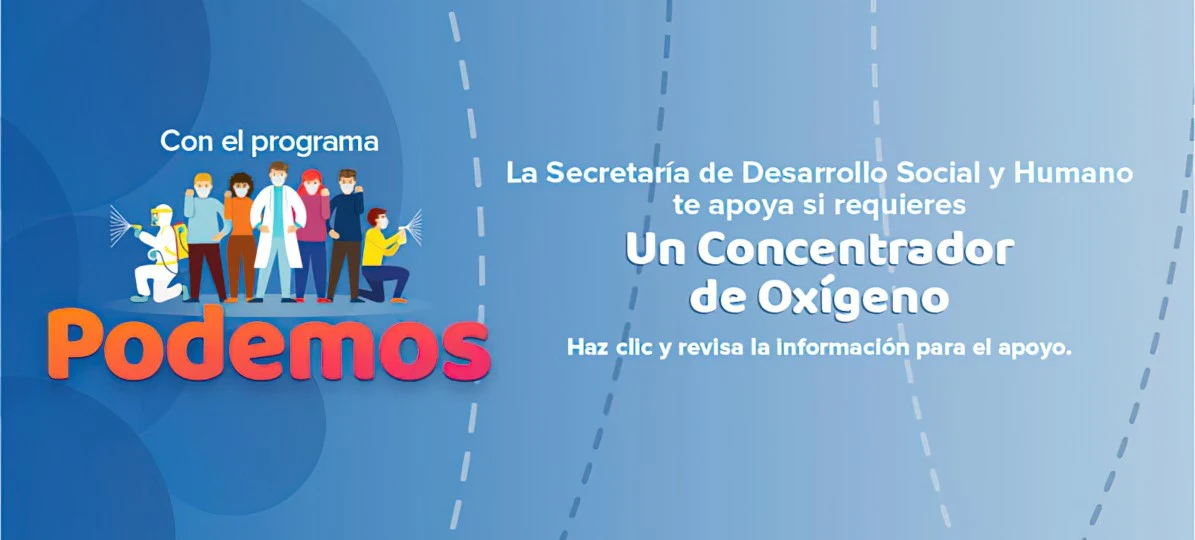 Con el programa
Podemos
La Secretaría de Desarrollo Social y Humano
te apoya si requieres
Un Concentrador
de Oxígeno
Haz clic y revisa la información para el apoyo.